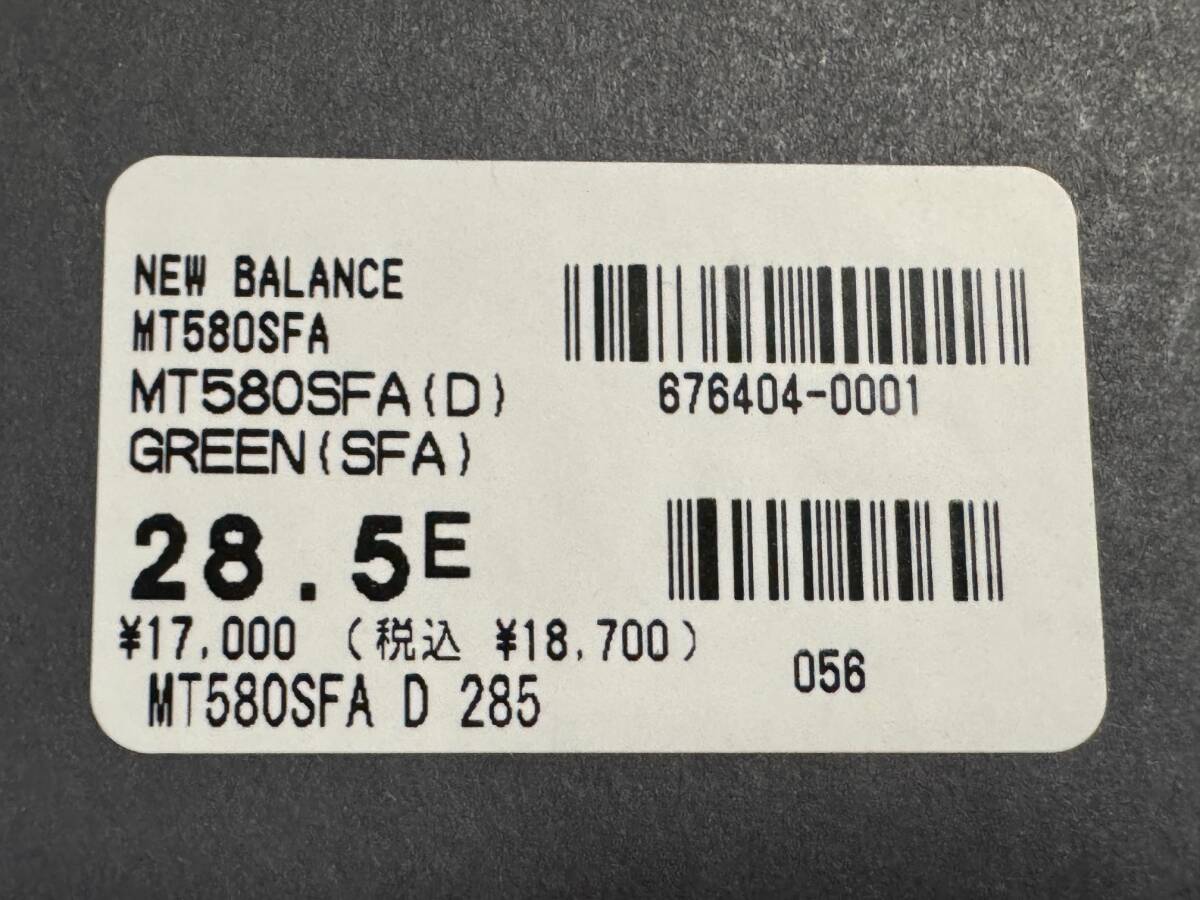 NEW BALANCE
MT580SFA
MT580SFA(D)
GREEN(SFA)
676404-0001
28.5E
¥17,000 (税込 ¥18,700)
056
MT580SFA D 285